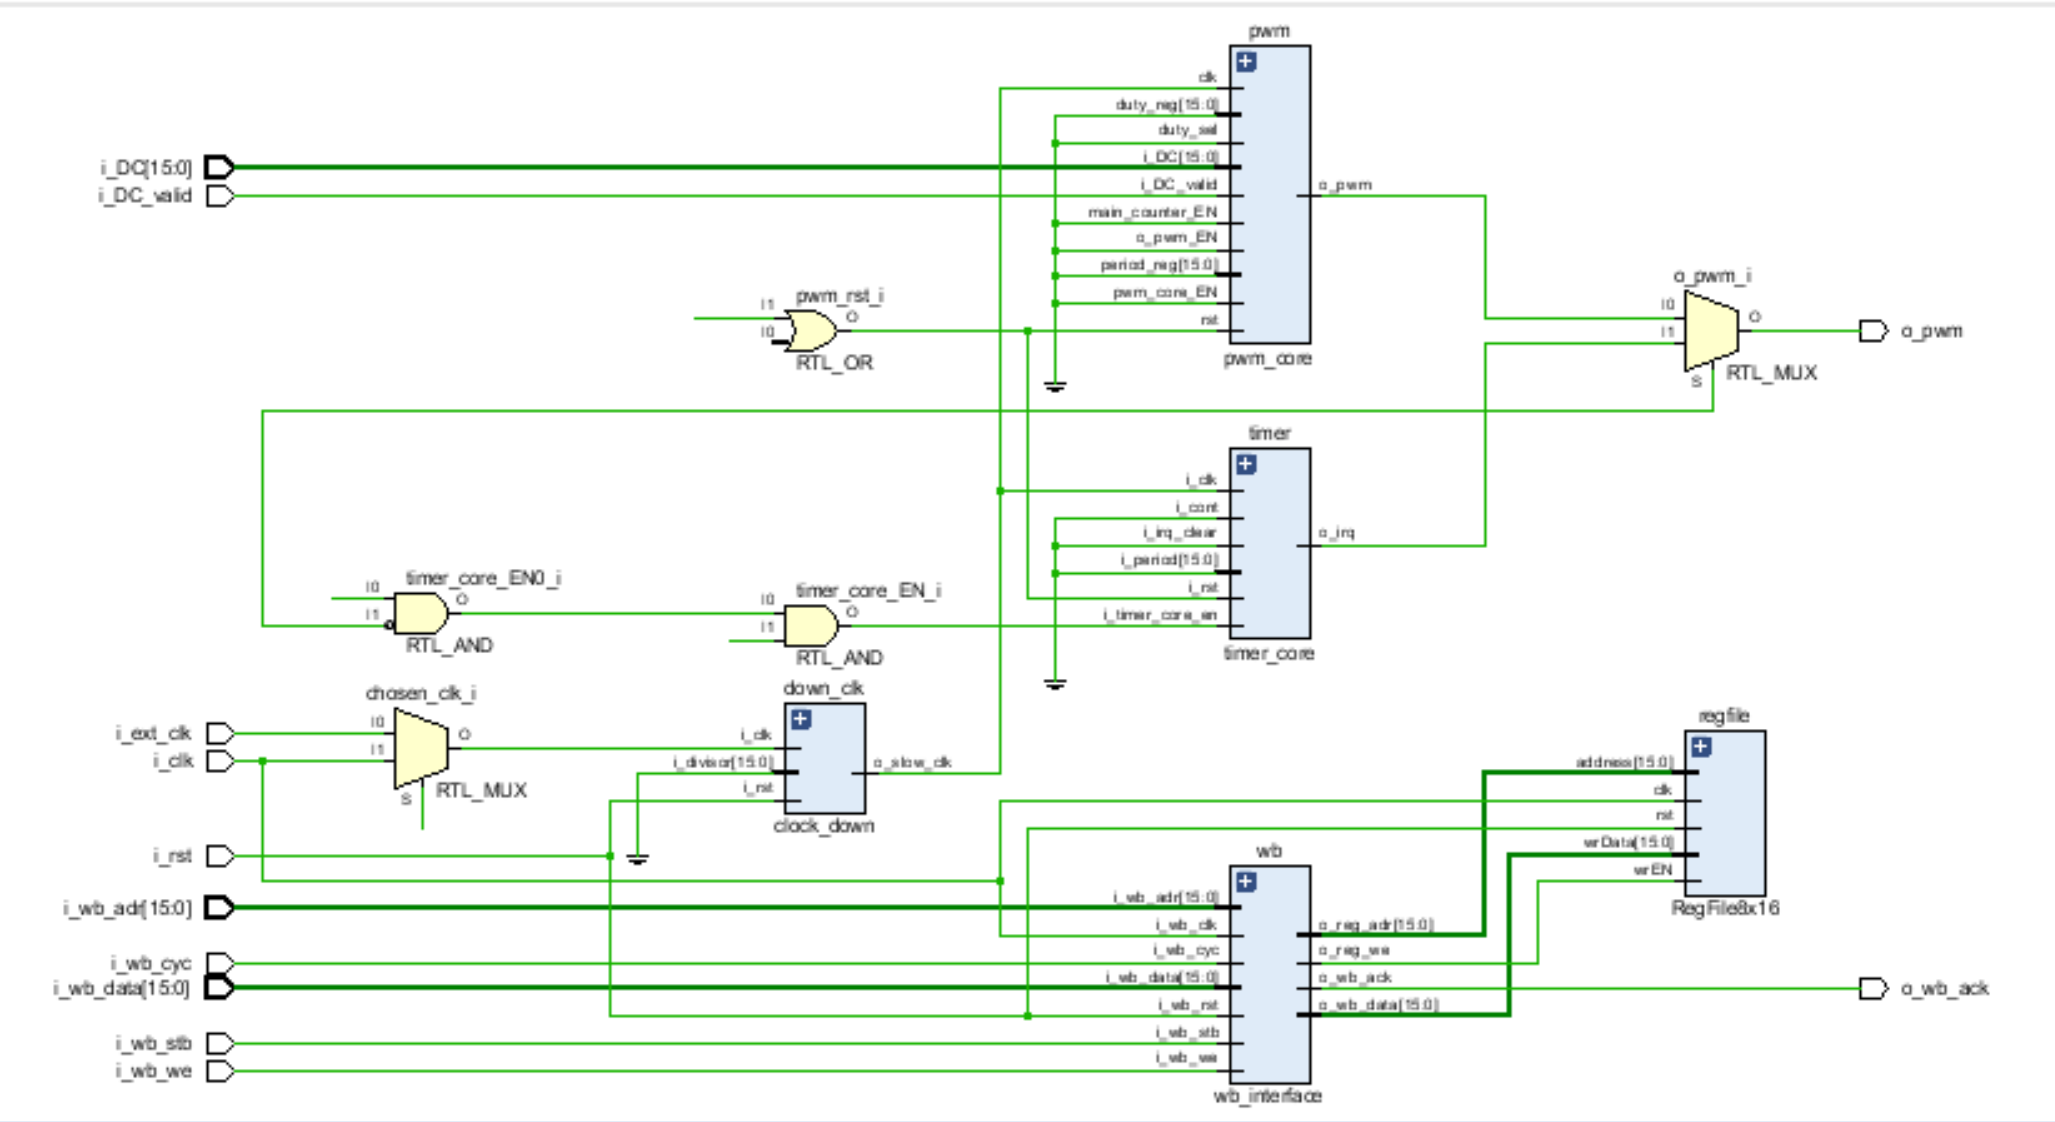 pwm
clk
duty_reg[15:0]
duty_sel
i_DC[15:0]
i_DC[15:0]
i_DC_valid
i_DC_valid
o_pwm
main_counter_EN
o_pwm_EN
period_reg[15:0]
pwm_core_EN
rst
pwm_core
I1
pwm_rst_i
I0
O
RTL_OR
o_pwm_i
I0
O
I1
S
RTL_MUX
o_pwm
timer
i_clk
i_cont
i_irq_clear
o_irq
i_period[15:0]
i_rst
i_timer_core_en
timer_core
timer_core_EN0_i
I0
O
I1
RTL_AND
timer_core_EN_i
I0
O
I1
RTL_AND
chosen_clk_i
i_ext_clk
I0
O
i_clk
I1
S
RTL_MUX
down_clk
i_clk
i_divisor[15:0]
o_slow_clk
i_rst
clock_down
i_rst
regfile
address[15:0]
clk
rst
wrData[15:0]
wrEN
RegFile8x16
wb
i_wb_adr[15:0]
i_wb_adr[15:0]
i_wb_clk
o_reg_adr[15:0]
i_wb_cyc
i_wb_cyc
o_reg_we
i_wb_data[15:0]
i_wb_data[15:0]
o_wb_ack
o_wb_ack
i_wb_rst
o_wb_data[15:0]
i_wb_stb
i_wb_stb
i_wb_we
i_wb_we
wb_interface